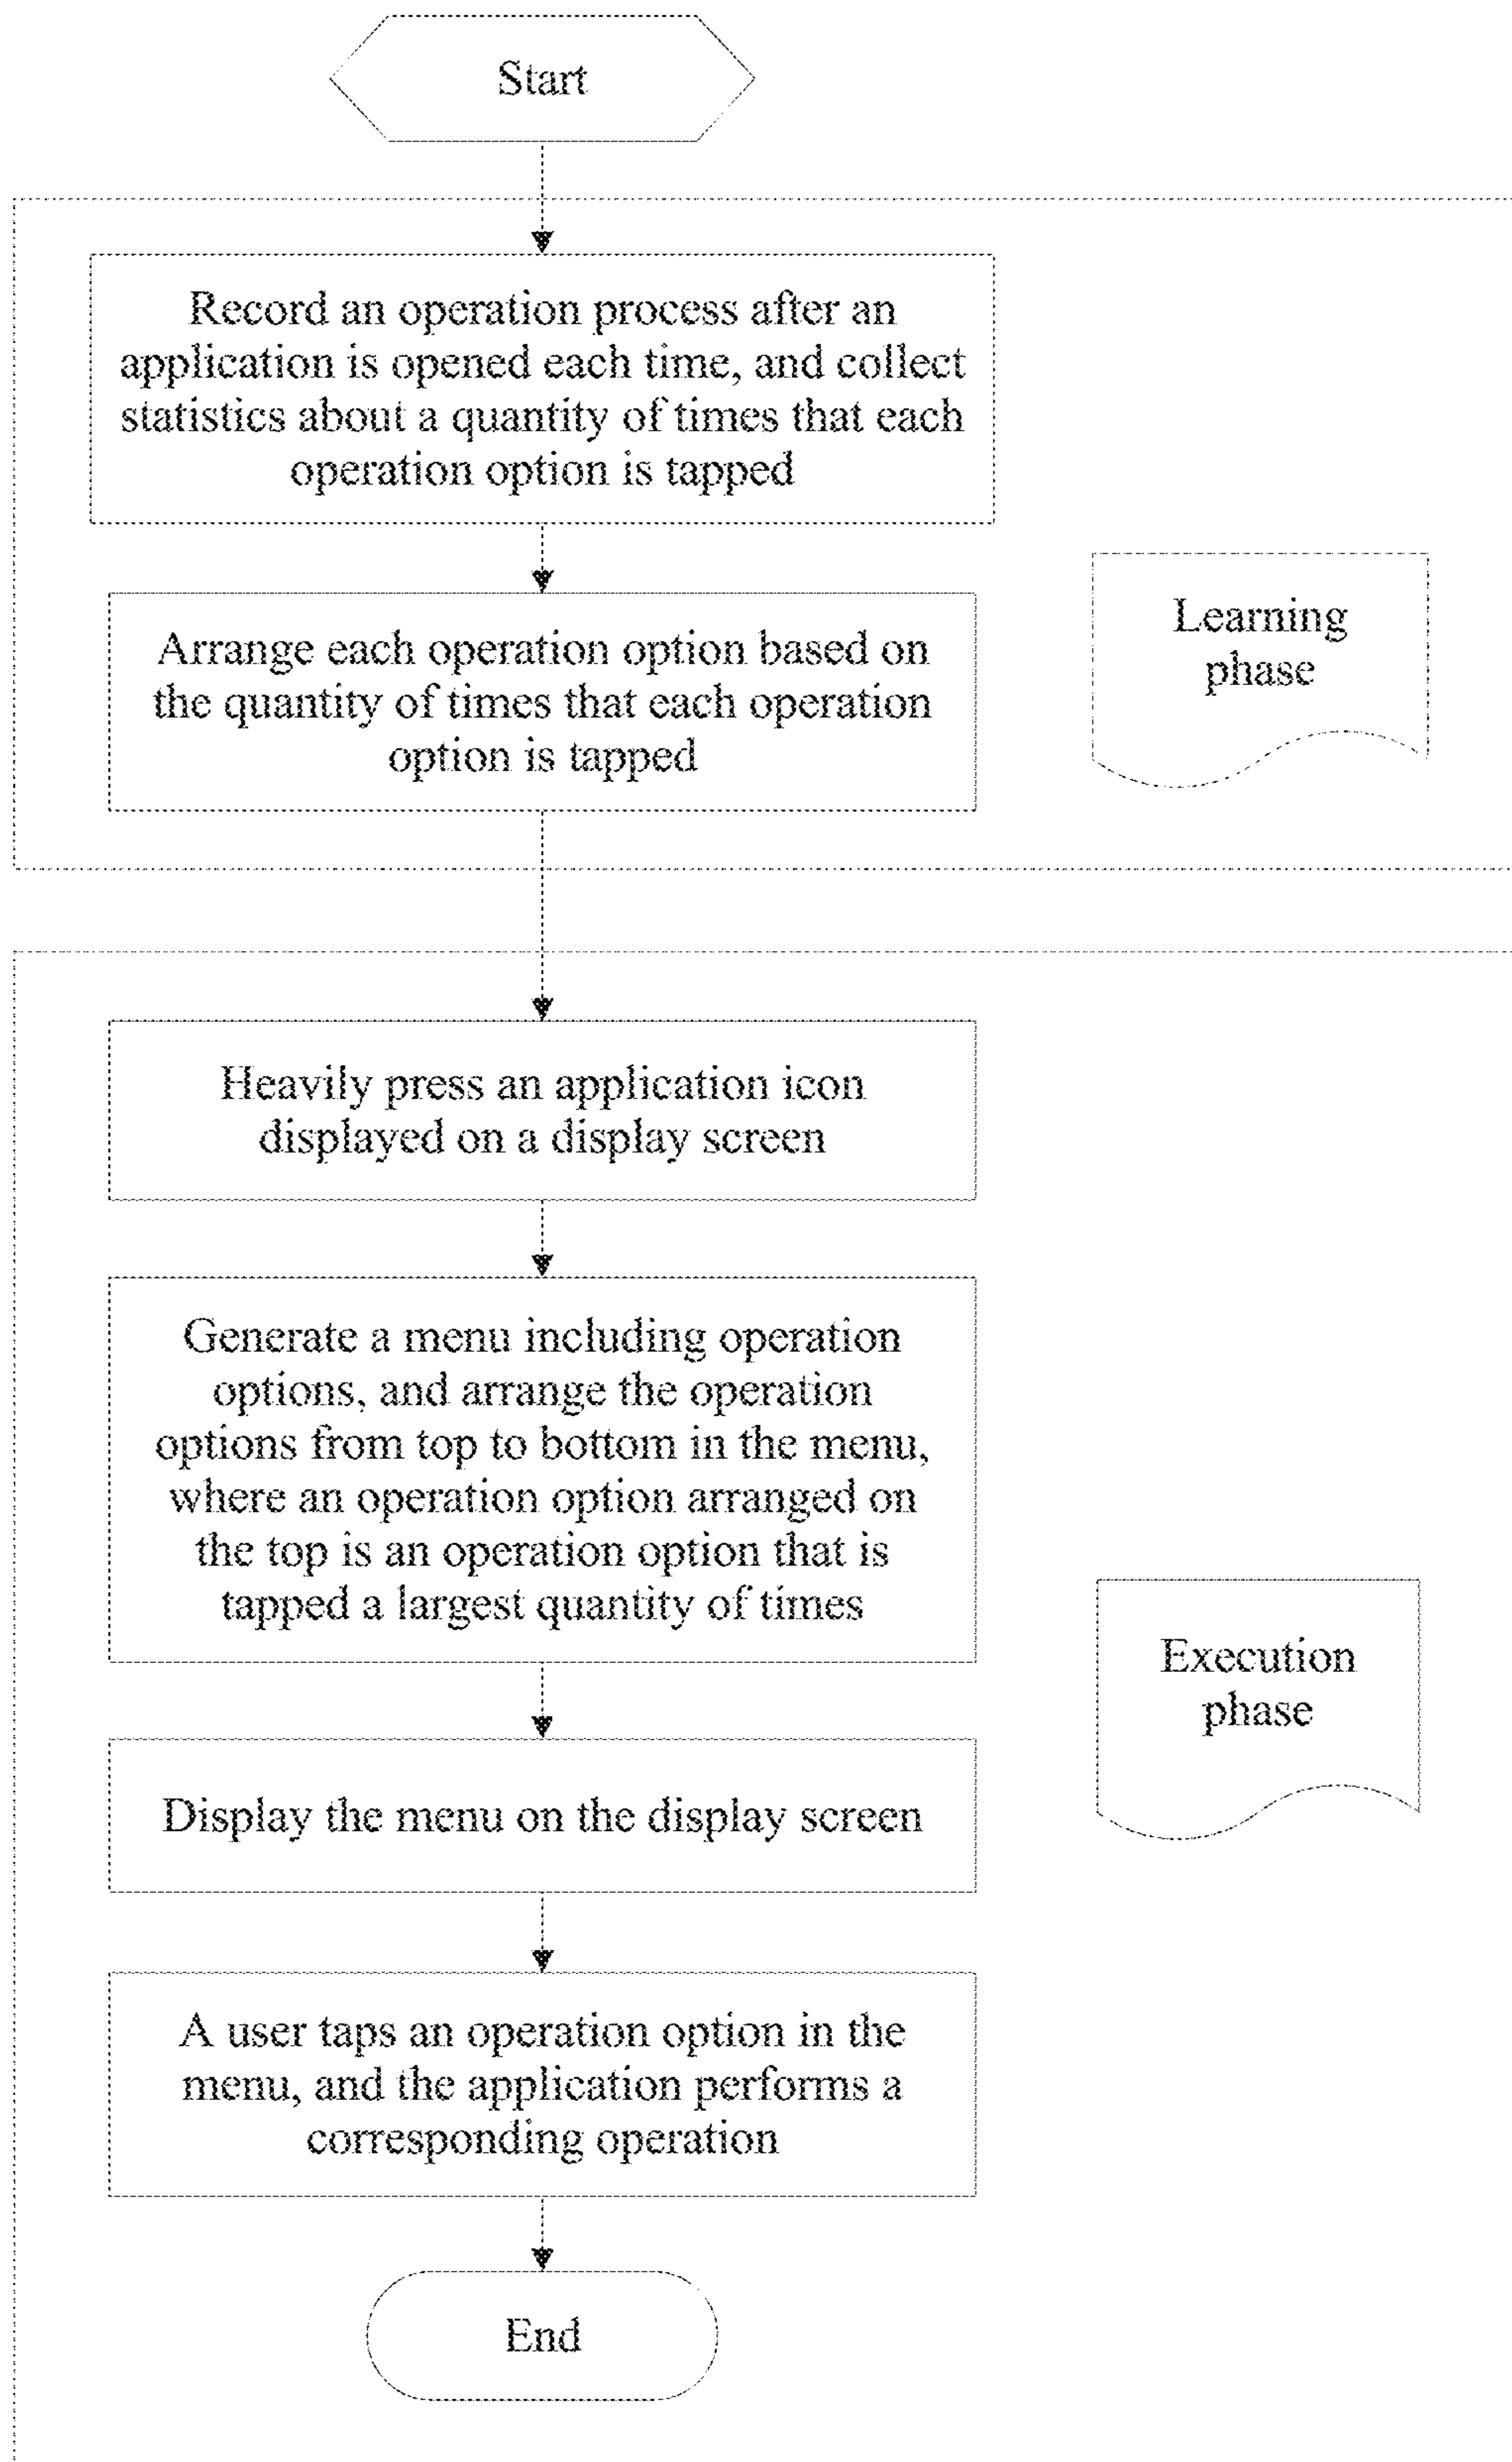 Start
Record an operation process after an
application is opened each time, and collect
statistics about a quantity of times that each
operation option is tapped
Arrange each operation option based on
the quantity of times that each operation
option is tapped
Learning
phase
Heavily press an application icon
displayed on a display screen
Generate a menu including operation
options, and arrange the operation
options from top to bottom in the menu,
where an operation option arranged on
the top is an operation option that is
tapped a largest quantity of times
Execution
phase
Display the menu on the display screen
A user taps an operation option in the
menu, and the application performs a
corresponding operation
End